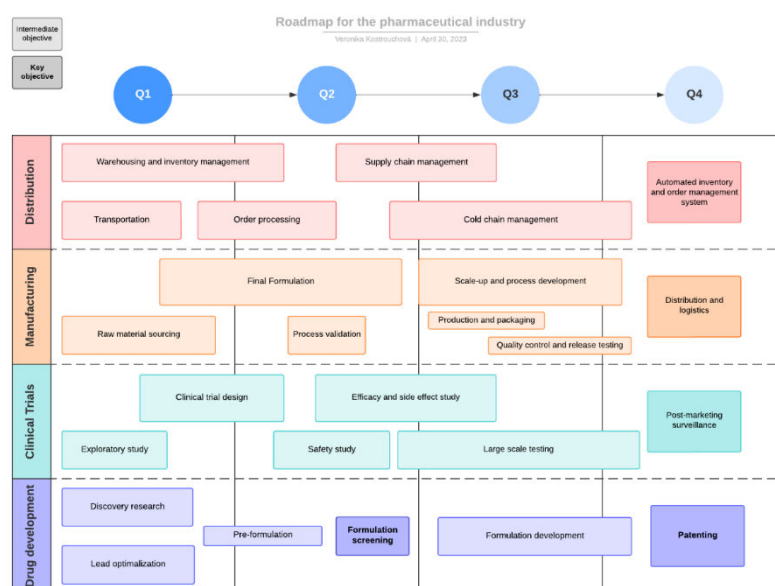 Intermediate
objective
Key
objective
Roadmap for the pharmaceutical industry
Veronika Kostrouchová | April 30, 2023
Q1
Q2
Q3
Q4
Distribution
Warehousing and inventory management
Supply chain management
Transportation
Order processing
Cold chain management
Automated inventory
and order management
system
Manufacturing
Final Formulation
Scale-up and process development
Raw material sourcing
Process validation
Production and packaging
Quality control and release testing
Distribution and
logistics
Clinical Trials
Clinical trial design
Efficacy and side effect study
Exploratory study
Safety study
Large scale testing
Post-marketing
surveillance
Drug development
Discovery research
Pre-formulation
Lead optimalization
Formulation
screening
Formulation development
Patenting